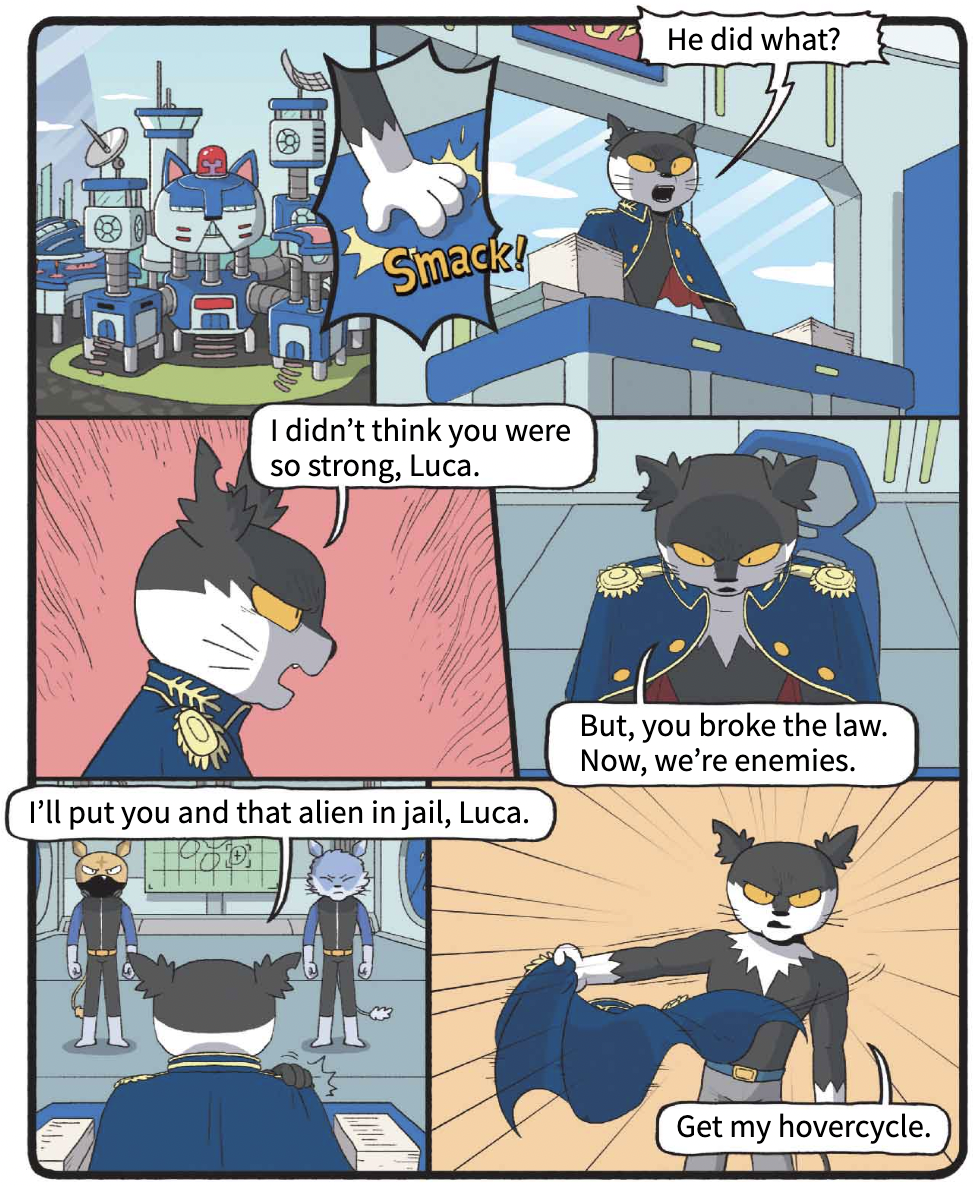 He did what?
Smack!
I didn't think you were
so strong, Luca.
But, you broke the law.
Now, we're enemies.
I'll put you and that alien in jail, Luca.
Get my hovercycle.